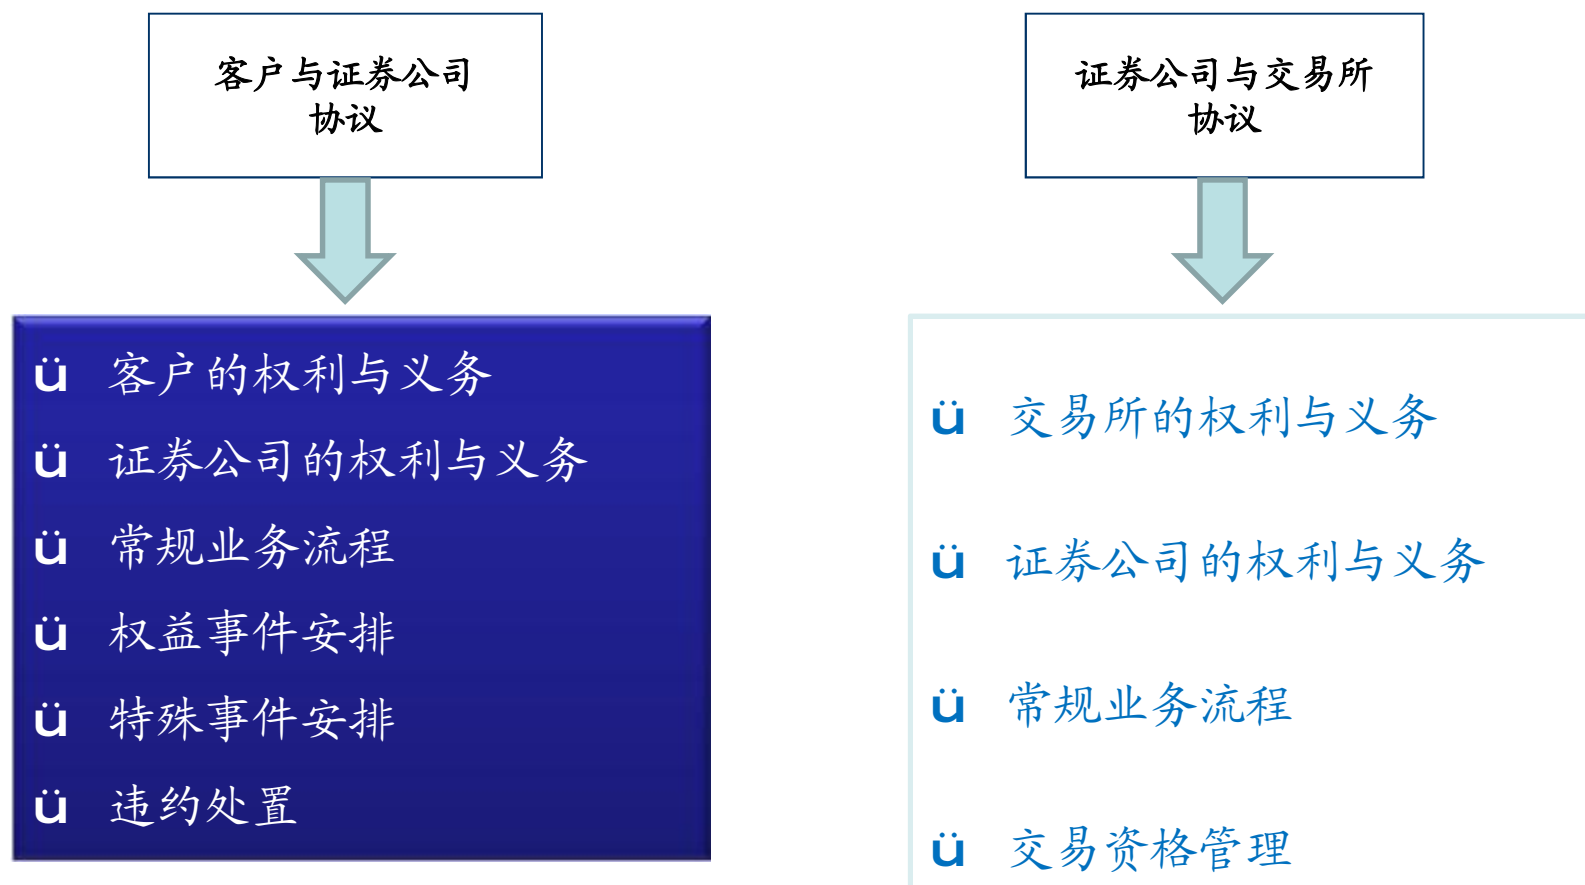 客户与证券公司
协议
ü 客户的权利与义务
ü 证券公司的权利与义务
ü 常规业务流程
ü 权益事件安排
ü 特殊事件安排
ü 违约处置
证券公司与交易所
协议
ü 交易所的权利与义务
ü 证券公司的权利与义务
ü 常规业务流程
ü 交易资格管理